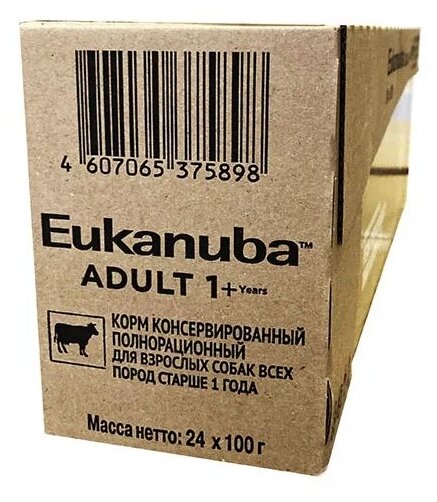 4 607065 375898
Eukanuba™
ADULT 1+ Years
КОРМ КОНСЕРВИРОВАННЫЙ
ПОЛНОРАЦИОННЫЙ
ДЛЯ ВЗРОСЛЫХ СОБАК ВСЕХ
ПОРОД СТАРШЕ 1 ГОДА
Масса нетто: 24 x 100 г
Eukanuba